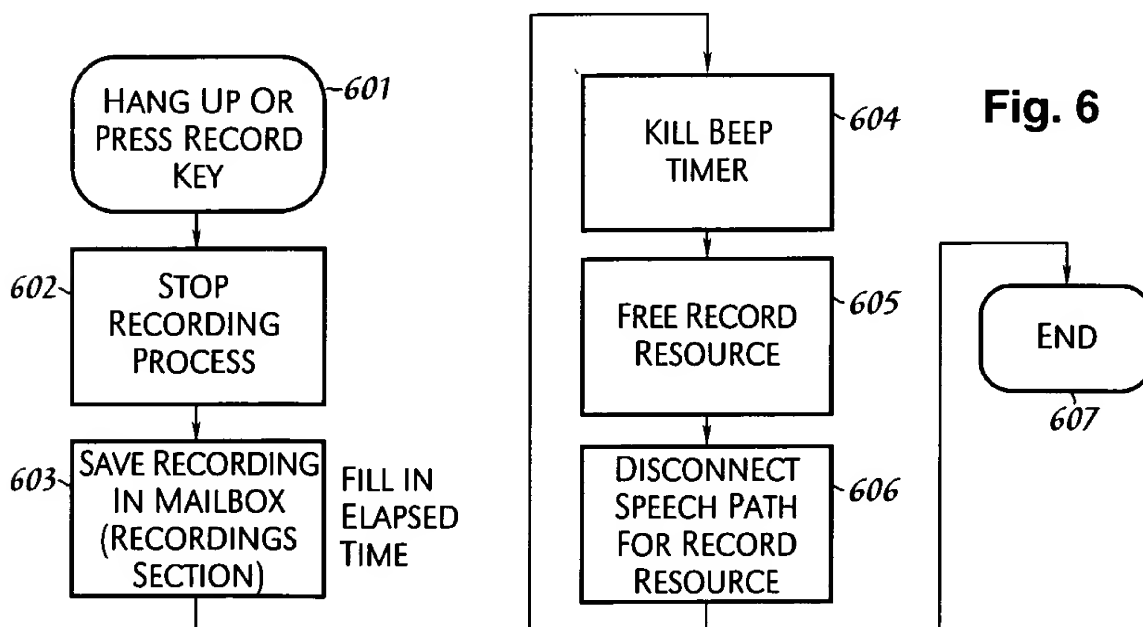 HANG UP OR
PRESS RECORD
KEY
601
602
STOP
RECORDING
PROCESS
603
SAVE RECORDING
IN MAILBOX
(RECORDINGS
SECTION)
FILL IN
ELAPSED
TIME
KILL BEEP
TIMER
604
FREE RECORD
RESOURCE
605
DISCONNECT
SPEECH PATH
FOR RECORD
RESOURCE
606
Fig. 6
END
607